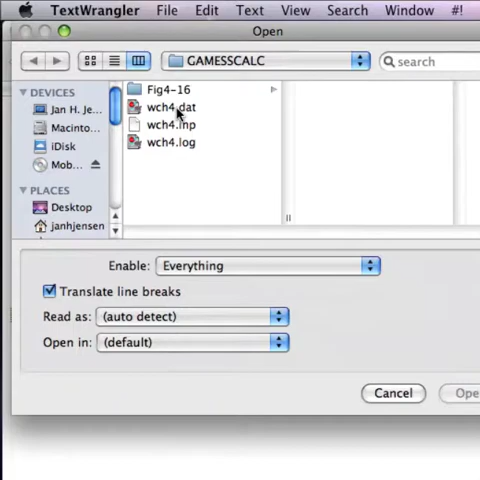 TextWrangler File Edit Text View Search Window #!
Open
GAMESSCALC
search
DEVICES
Jan H. Je...
Macinto...
iDisk
Mob...
PLACES
Desktop
janhjensen
Fig4-16
wch4.dat
wch4.inp
wch4.log
Enable: Everything
Translate line breaks
Read as: (auto detect)
Open in: (default)
Cancel
Ope